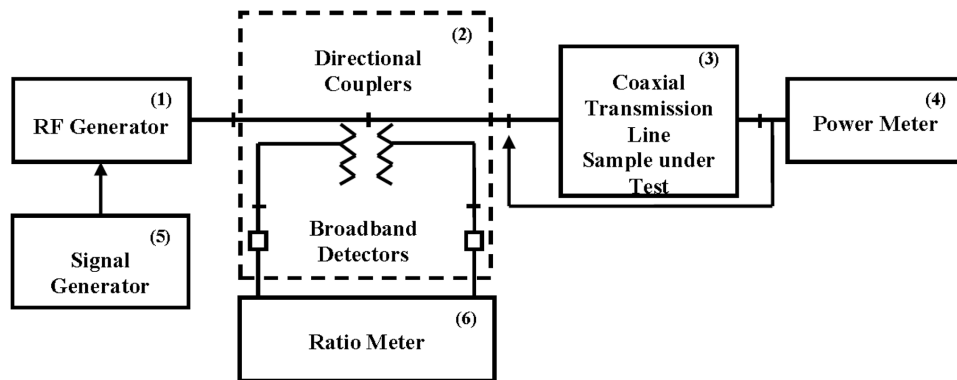 (1)
RF Generator
(2)
Directional
Couplers
(3)
Coaxial
Transmission
Line
Sample under
Test
(4)
Power Meter
(5)
Signal
Generator
Broadband
Detectors
(6)
Ratio Meter